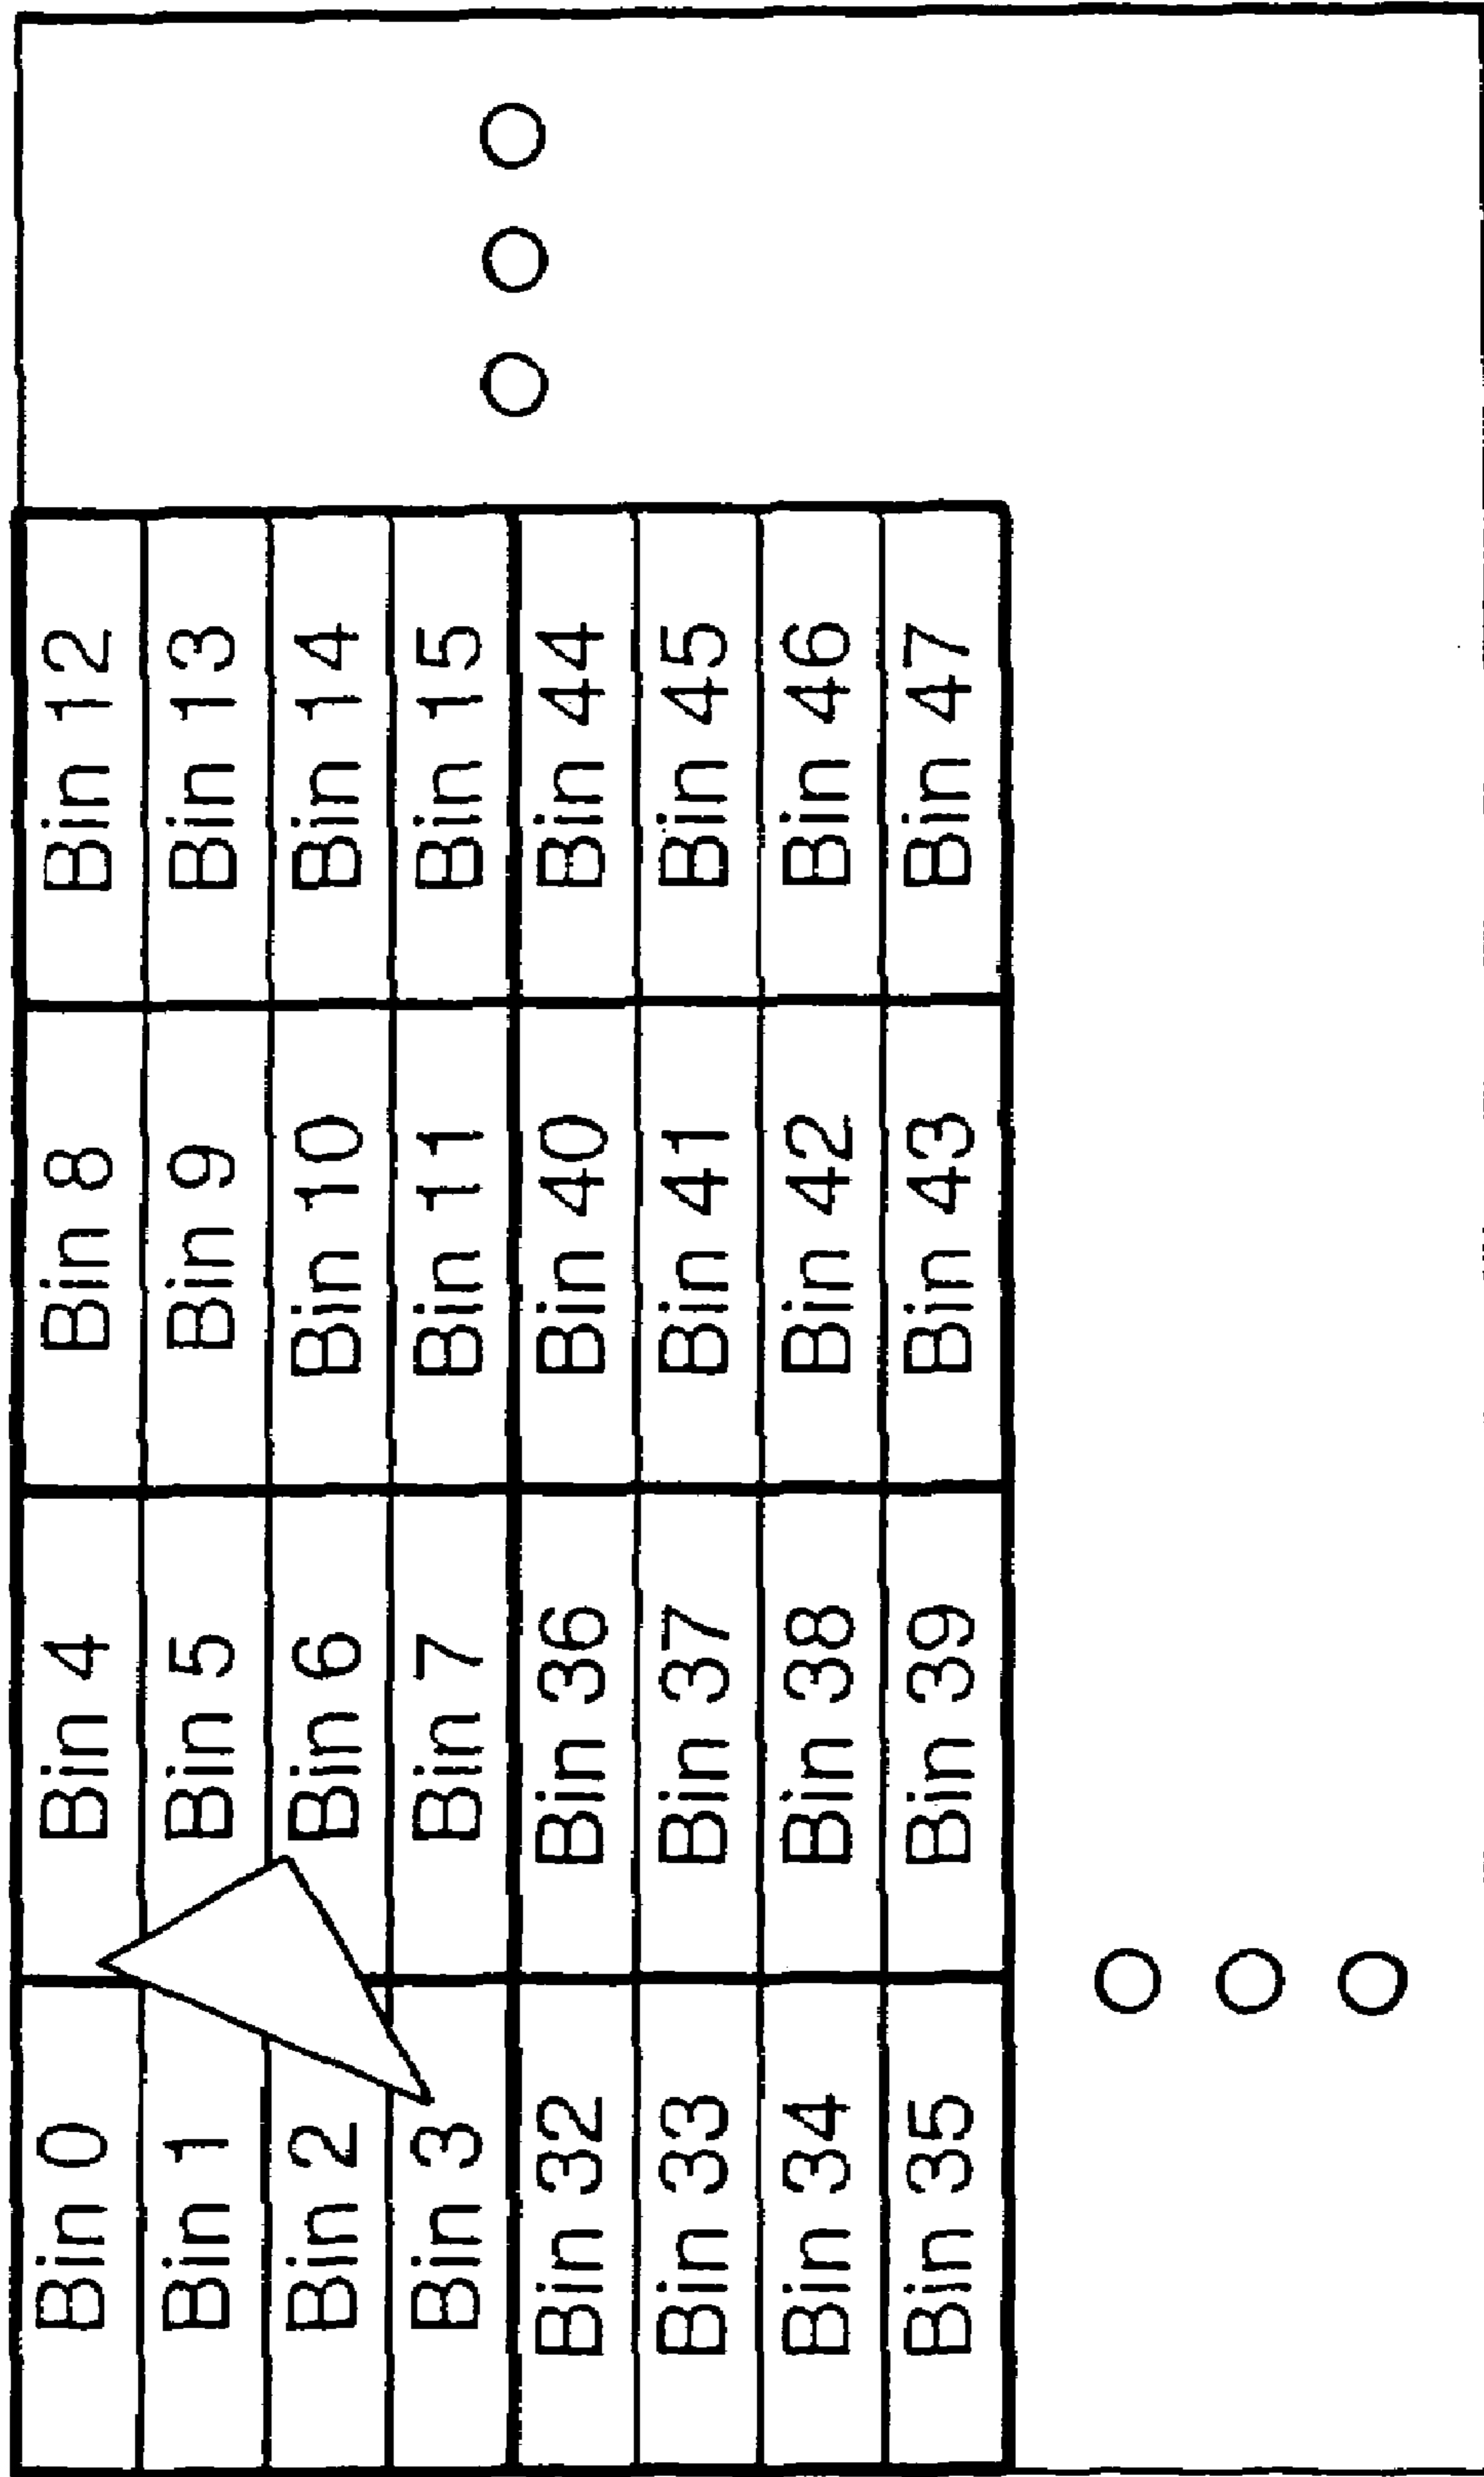 Bin 0 Bin 4 Bin 8 Bin 12
Bin 1 Bin 5 Bin 9 Bin 13
Bin 2 Bin 6 Bin 10 Bin 14
Bin 3 Bin 7 Bin 11 Bin 15
Bin 32 Bin 36 Bin 40 Bin 44
Bin 33 Bin 37 Bin 41 Bin 45
Bin 34 Bin 38 Bin 42 Bin 46
Bin 35 Bin 39 Bin 43 Bin 47